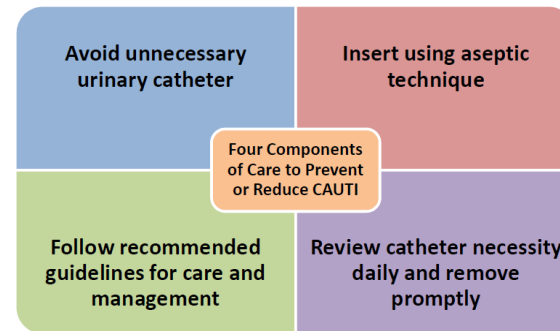 Avoid unnecessary
urinary catheter
Insert using aseptic
technique
Four Components
of Care to Prevent
or Reduce CAUTI
Follow recommended
guidelines for care and
management
Review catheter necessity
daily and remove
promptly